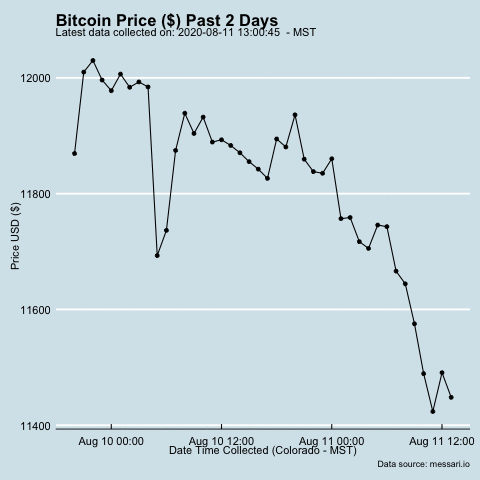 Bitcoin Price ($) Past 2 Days
Latest data collected on: 2020-08-11 13:00:45  - MST
12000
11800
11600
11400
Price USD ($)
Aug 10 00:00 Aug 10 12:00 Aug 11 00:00 Aug 11 12:00
Date Time Collected (Colorado - MST)
Data source: messari.io